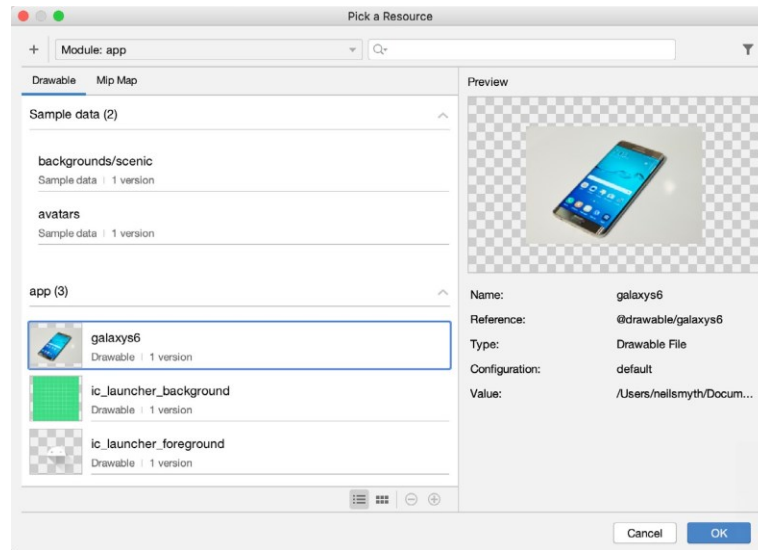 Pick a Resource
Module: app
Drawable Mip Map
Sample data (2)
backgrounds/scenic
Sample data | 1 version
avatars
Sample data | 1 version
app (3)
galaxys6
Drawable | 1 version
ic_launcher_background
Drawable | 1 version
ic_launcher_foreground
Drawable | 1 version
Preview
Name: galaxys6
Reference: @drawable/galaxys6
Type: Drawable File
Configuration: default
Value: /Users/neilsmyth/Docum...
Cancel OK